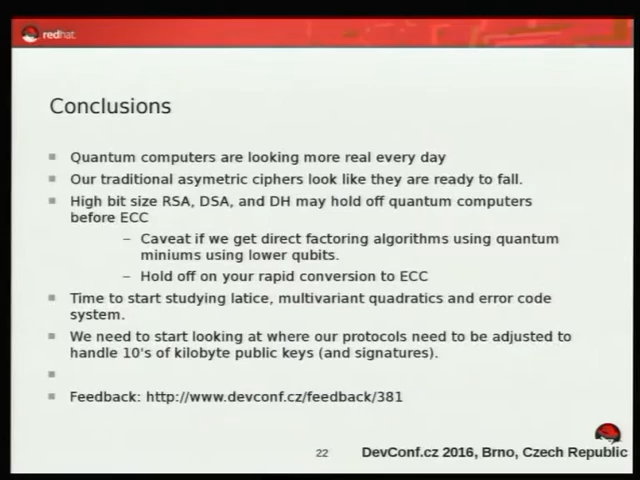 redhat
Conclusions
Quantum computers are looking more real every day
Our traditional asymetric ciphers look like they are ready to fall.
High bit size RSA, DSA, and DH may hold off quantum computers
before ECC
– Caveat if we get direct factoring algorithms using quantum
miniums using lower qubits.
– Hold off on your rapid conversion to ECC
Time to start studying latice, multivariant quadratics and error code
system.
We need to start looking at where our protocols need to be adjusted to
handle 10's of kilobyte public keys (and signatures).
Feedback: http://www.devconf.cz/feedback/381
22
DevConf.cz 2016, Brno, Czech Republic